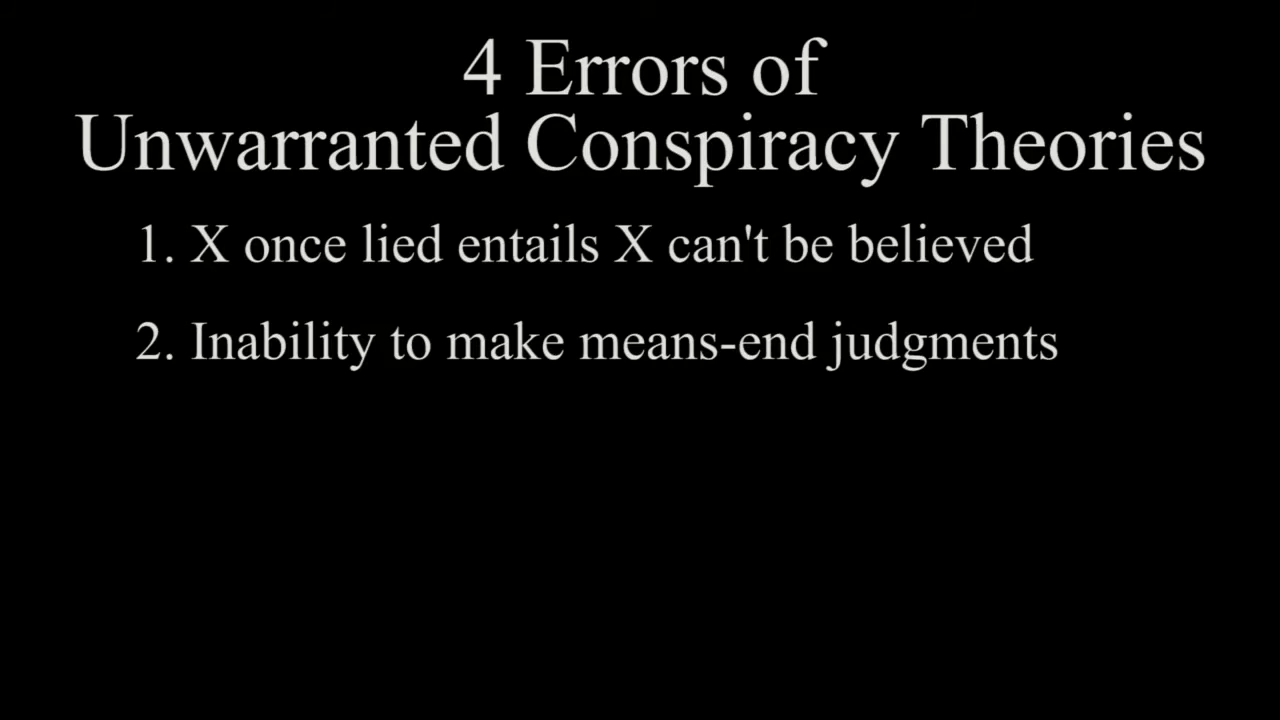 4 Errors of
Unwarranted Conspiracy Theories
1. X once lied entails X can't be believed
2. Inability to make means-end judgments